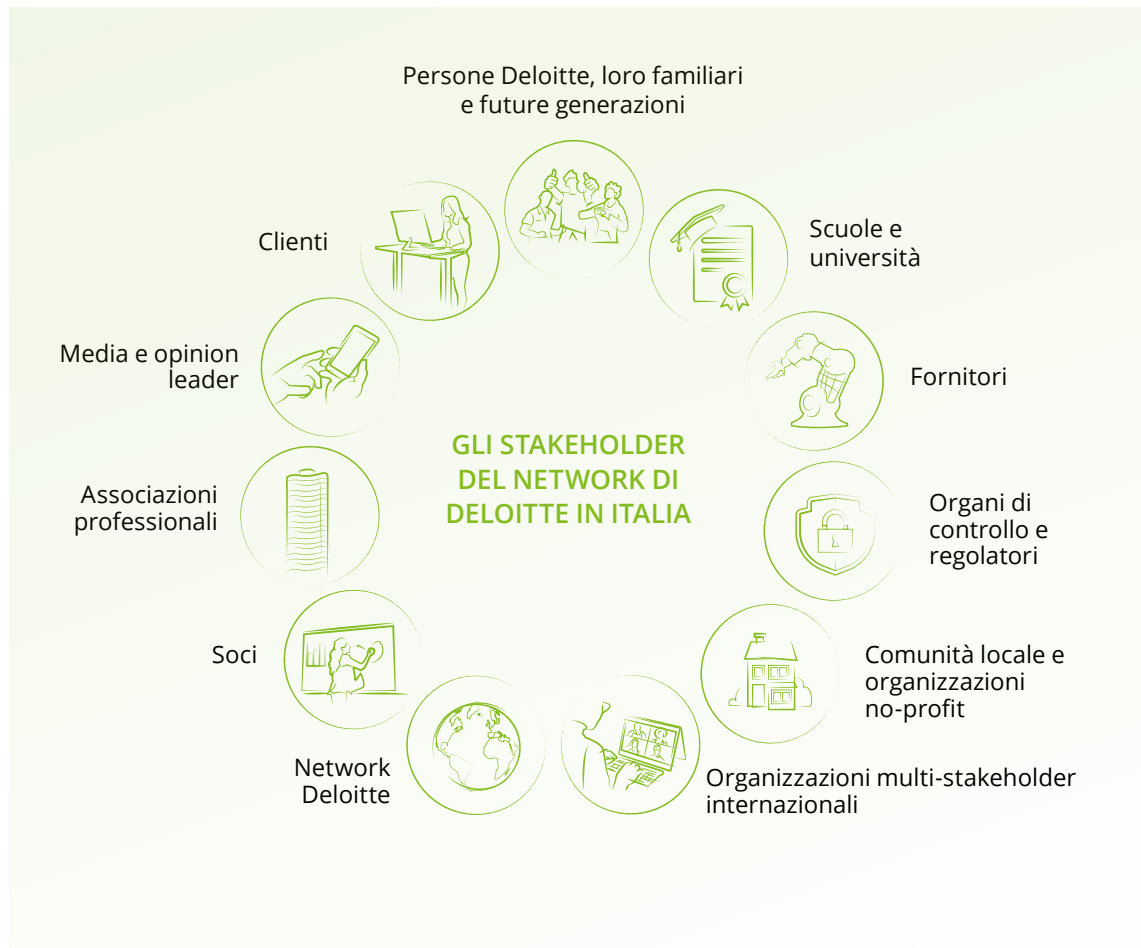 Persone Deloitte, loro familiari
e future generazioni
Clienti
Scuole e
università
Media e opinion
leader
Fornitori
GLI STAKEHOLDER
DEL NETWORK DI
DELOITTE IN ITALIA
Associazioni
professionali
Organi di
controllo e
regolatori
Soci
Comunità locale e
organizzazioni
no-profit
Network
Deloitte
Organizzazioni multi-stakeholder
internazionali